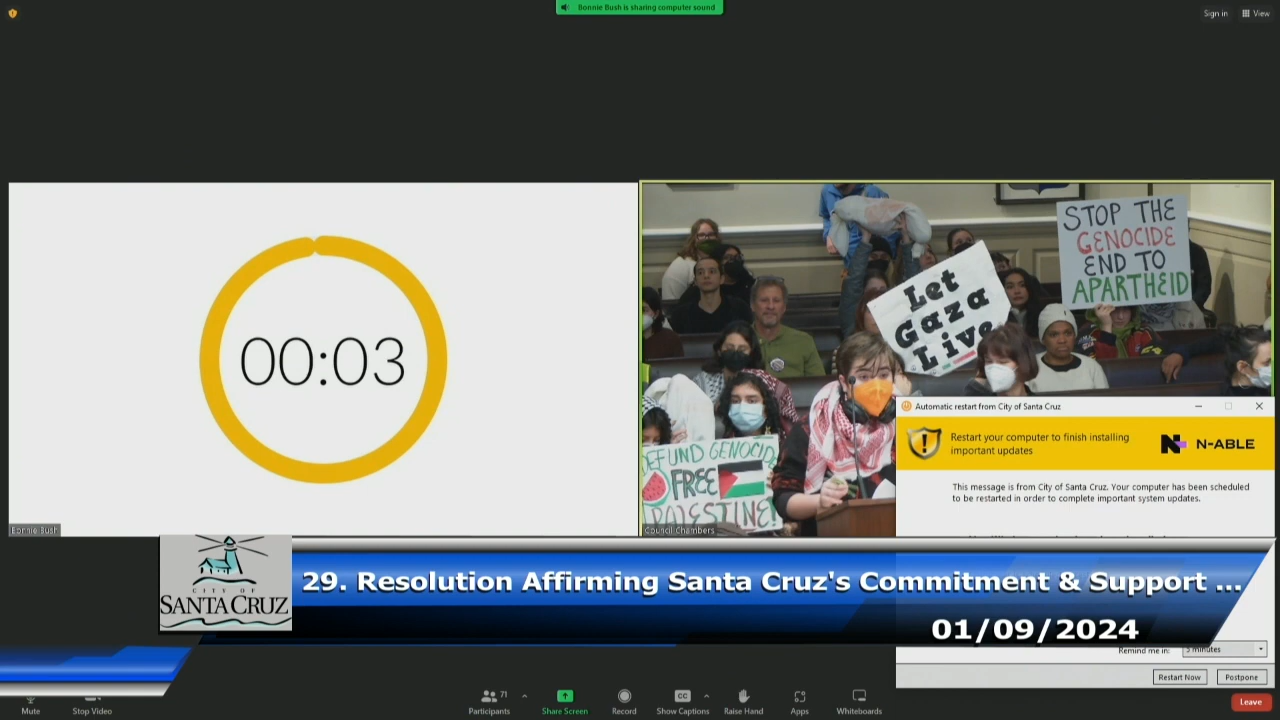 Bonnie Bush is sharing computer sound
Sign in
View
00:03
Bonnie Bush
STOP THE
GENOCIDE
END TO
APARTHEID
Let
Gaza
Live
DEFUND GENOCIDE
FREE
PALESTINE!
Council Chambers
Automatic restart from City of Santa Cruz
Restart your computer to finish installing
important updates
N-ABLE
This message is from City of Santa Cruz. Your computer has been scheduled
to be restarted in order to complete important system updates.
CITY OF
SANTA CRUZ
29. Resolution Affirming Santa Cruz's Commitment & Support ...
01/09/2024
Remind me in:
5 minutes
Restart Now
Postpone
Mute
Stop Video
Participants
71
Share Screen
Record
CC
Show Captions
Raise Hand
Apps
Whiteboards
Leave